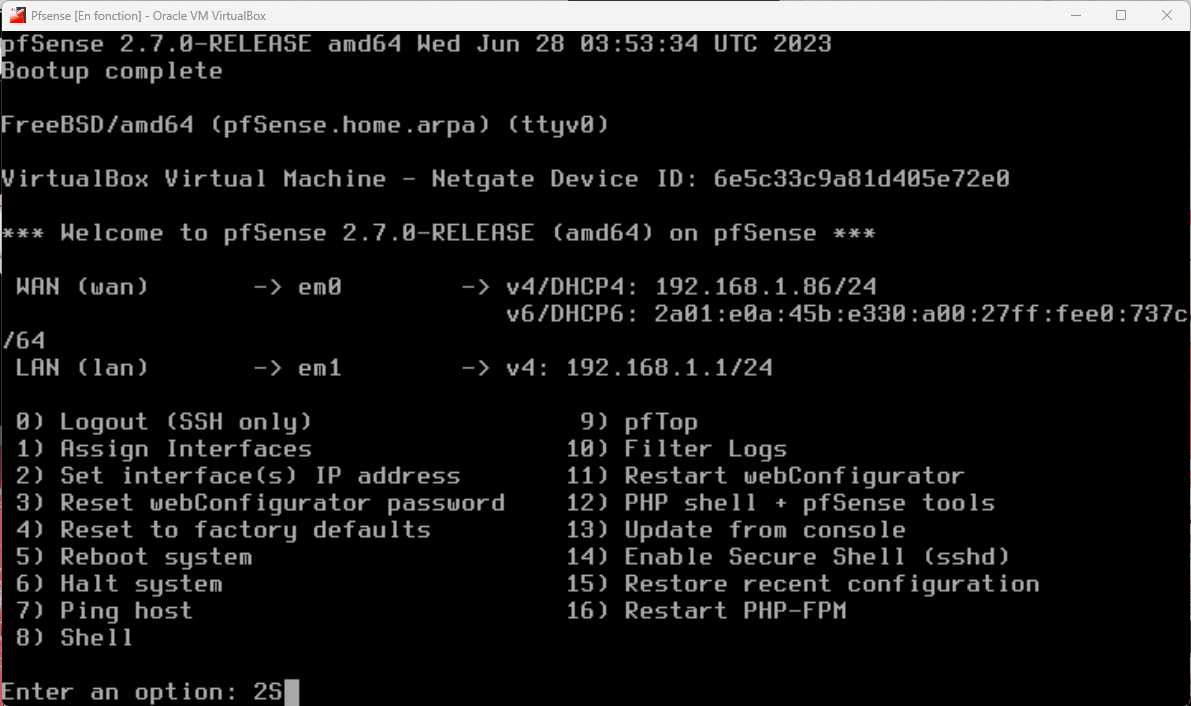 Pfsense [En fonction] - Oracle VM VirtualBox
pfSense 2.7.0-RELEASE amd64 Wed Jun 28 03:53:34 UTC 2023
Bootup complete
FreeBSD/amd64 (pfSense.home.arpa) (ttyv0)
VirtualBox Virtual Machine - Netgate Device ID: 6e5c33c9a81d405e72e0
*** Welcome to pfSense 2.7.0-RELEASE (amd64) on pfSense ***
WAN (wan) -> em0 -> v4/DHCP4: 192.168.1.86/24
v6/DHCP6: 2a01:e0a:45b:e330:a00:27ff:fee0:737c
/64
LAN (lan) -> em1 -> v4: 192.168.1.1/24
0) Logout (SSH only) 9) pfTop
1) Assign Interfaces 10) Filter Logs
2) Set interface(s) IP address 11) Restart webConfigurator
3) Reset webConfigurator password 12) PHP shell + pfSense tools
4) Reset to factory defaults 13) Update from console
5) Reboot system 14) Enable Secure Shell (sshd)
6) Halt system 15) Restore recent configuration
7) Ping host 16) Restart PHP-FPM
8) Shell
Enter an option: 2S